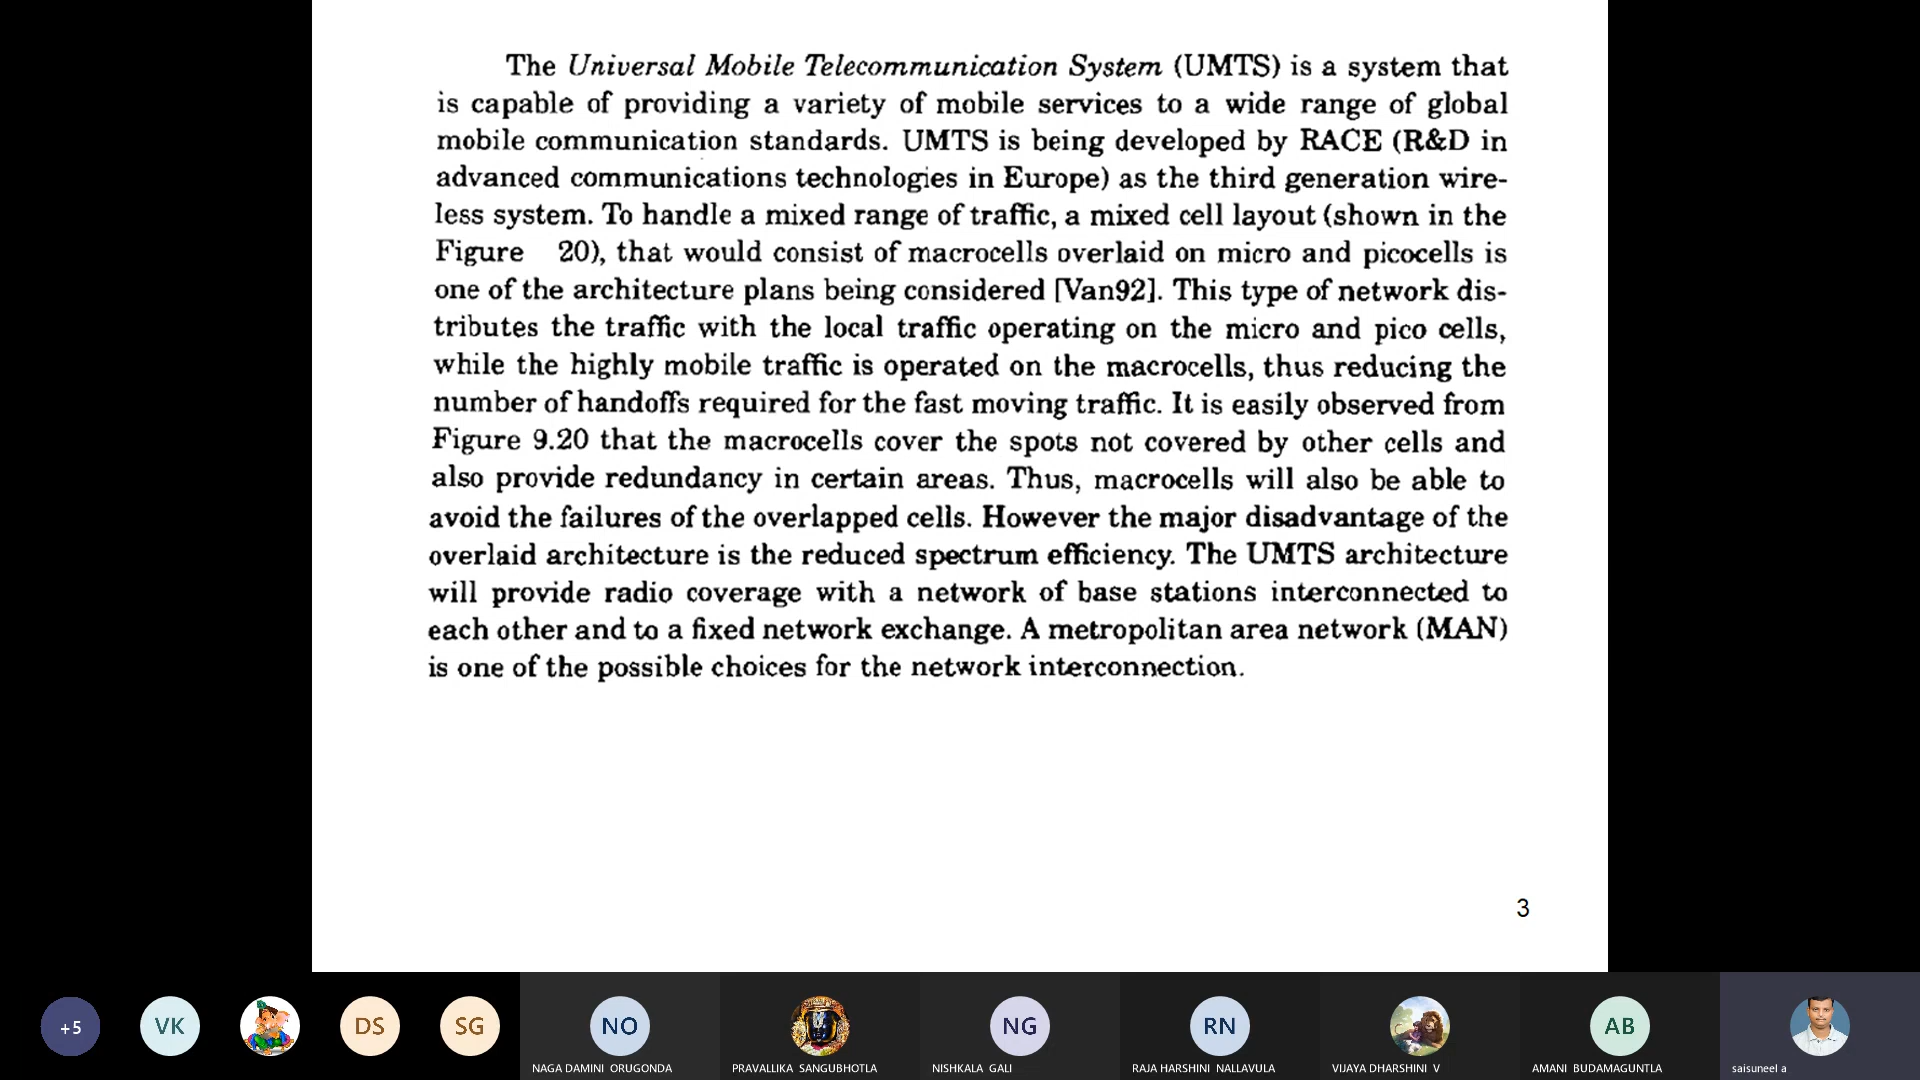 The Universal Mobile Telecommunication System (UMTS) is a system that
is capable of providing a variety of mobile services to a wide range of global
mobile communication standards. UMTS is being developed by RACE (R&D in
advanced communications technologies in Europe) as the third generation wire-
less system. To handle a mixed range of traffic, a mixed cell layout (shown in the
Figure 20), that would consist of macrocells overlaid on micro and picocells is
one of the architecture plans being considered [Van92]. This type of network dis-
tributes the traffic with the local traffic operating on the micro and pico cells,
while the highly mobile traffic is operated on the macrocells, thus reducing the
number of handoffs required for the fast moving traffic. It is easily observed from
Figure 9.20 that the macrocells cover the spots not covered by other cells and
also provide redundancy in certain areas. Thus, macrocells will also be able to
avoid the failures of the overlapped cells. However the major disadvantage of the
overlaid architecture is the reduced spectrum efficiency. The UMTS architecture
will provide radio coverage with a network of base stations interconnected to
each other and to a fixed network exchange. A metropolitan area network (MAN)
is one of the possible choices for the network interconnection.
3
+5 VK DS SG NO NG RN AB
NAGA DAMINI ORUGONDA PRAVALLIKA SANGUBHOTLA NISHKALA GALI RAJA HARSHINI NALLAVULA VIJAYA DHARSHINI V AMANI BUDAMAGUNTLA saisuneel a